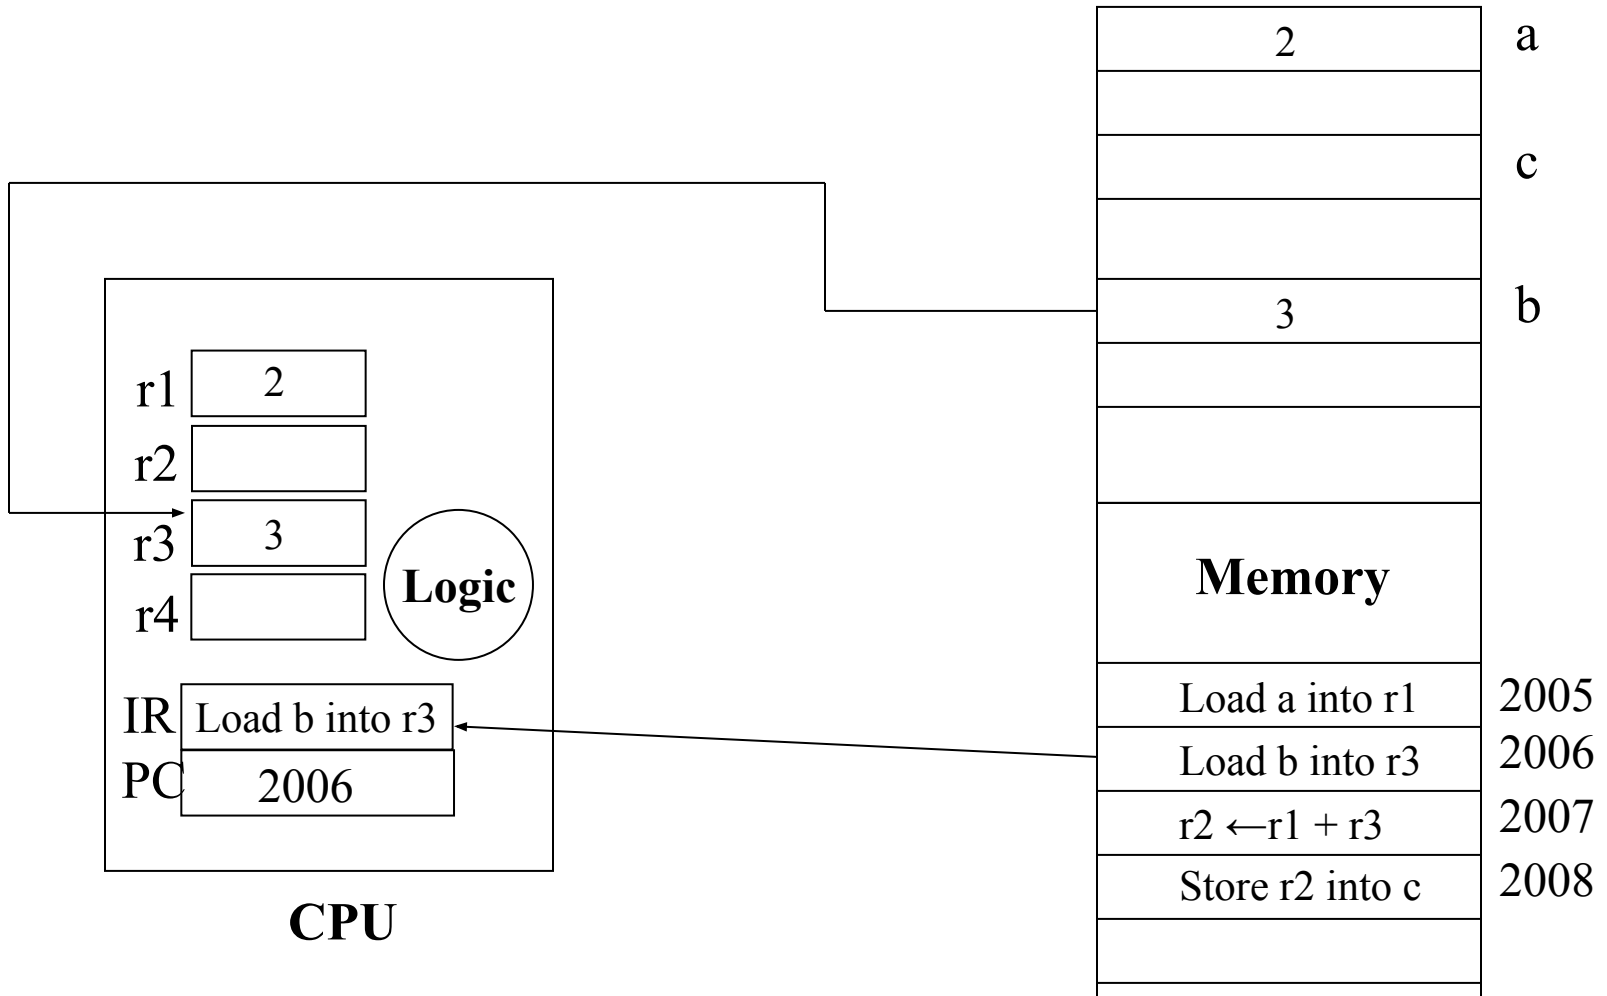 2 a
c
3 b
r1 2
r2
r3 3
r4
Logic
IR Load b into r3
PC 2006
CPU
Memory
Load a into r1 2005
Load b into r3 2006
r2 ←r1 + r3 2007
Store r2 into c 2008